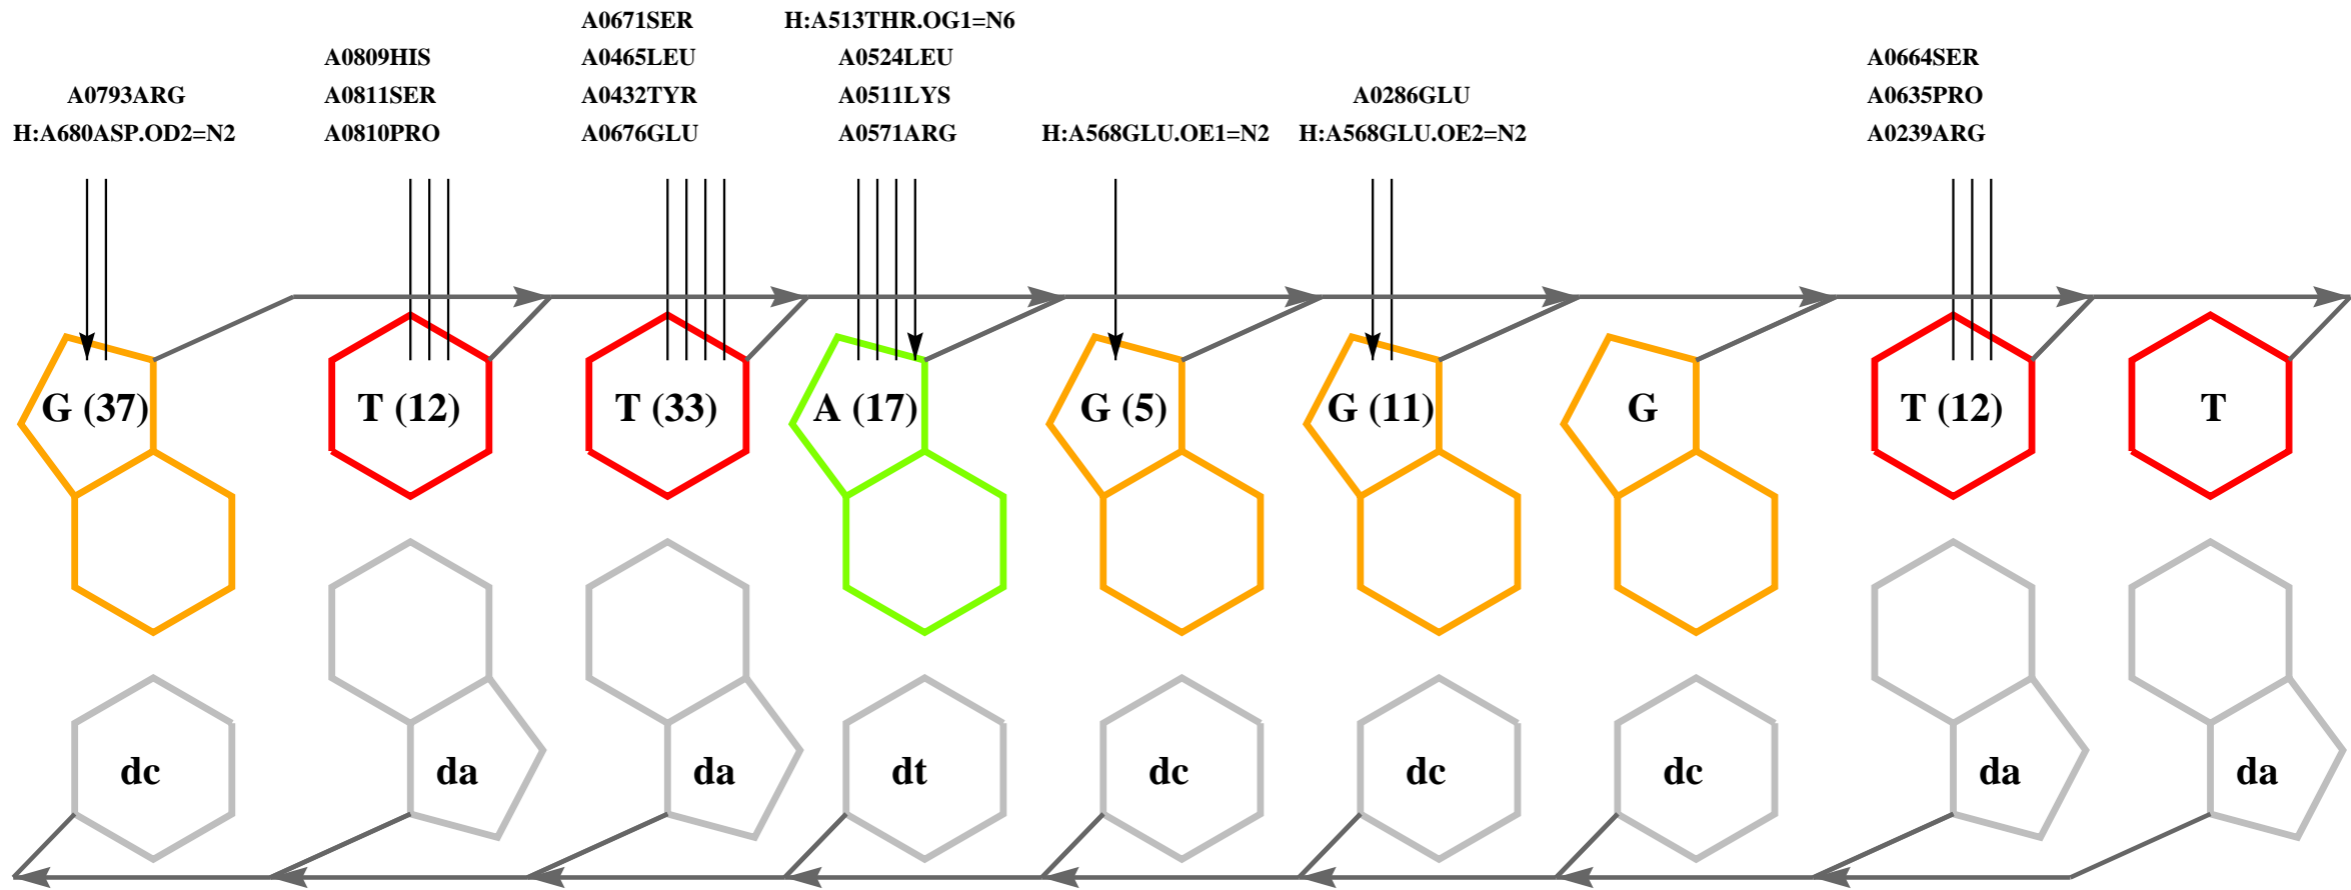 A0671SER H:A513THR.OG1=N6
A0809HIS A0465LEU A0524LEU A0664SER
A0793ARG A0811SER A0432TYR A0511LYS A0286GLU A0635PRO
H:A680ASP.OD2=N2 A0810PRO A0676GLU A0571ARG H:A568GLU.OE1=N2 H:A568GLU.OE2=N2 A0239ARG
G (37) T (12) T (33) A (17) G (5) G (11) G T (12) T
dc da da dt dc dc dc da da